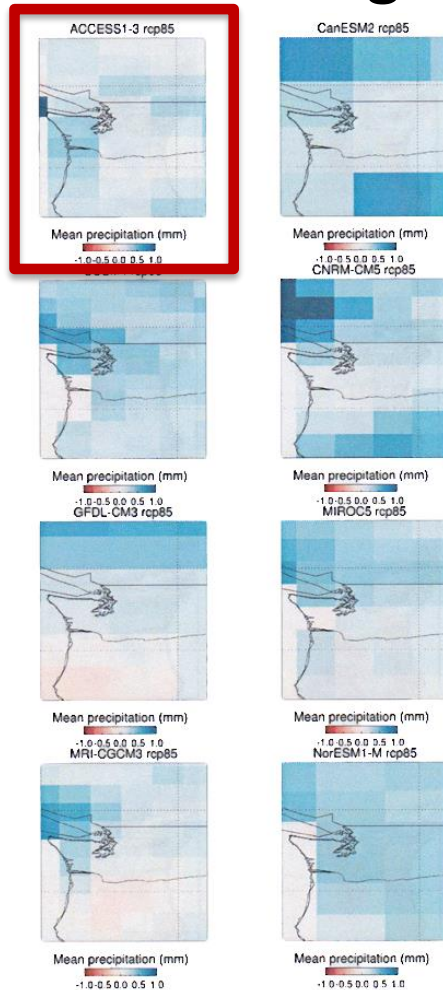 g
ACCESS1-3 rcp85
CanESM2 rcp85
Mean precipitation (mm)
-1.0-0.5 0.0 0.5 1.0
Mean precipitation (mm)
-1.0-0.5 0.0 0.5 1.0
CNRM-CM5 rcp85
Mean precipitation (mm)
-1.0-0.5 0.0 0.5 1.0
Mean precipitation (mm)
-1.0-0.5 0.0 0.5 1.0
GFDL-CM3 rcp85
MIROC5 rcp85
Mean precipitation (mm)
-1.0-0.5 0.0 0.5 1.0
Mean precipitation (mm)
-1.0-0.5 0.0 0.5 1.0
MRI-CGCM3 rcp85
NorESM1-M rcp85
Mean precipitation (mm)
-1.0-0.5 0.0 0.5 1.0
Mean precipitation (mm)
-1.0-0.5 0.0 0.5 1.0